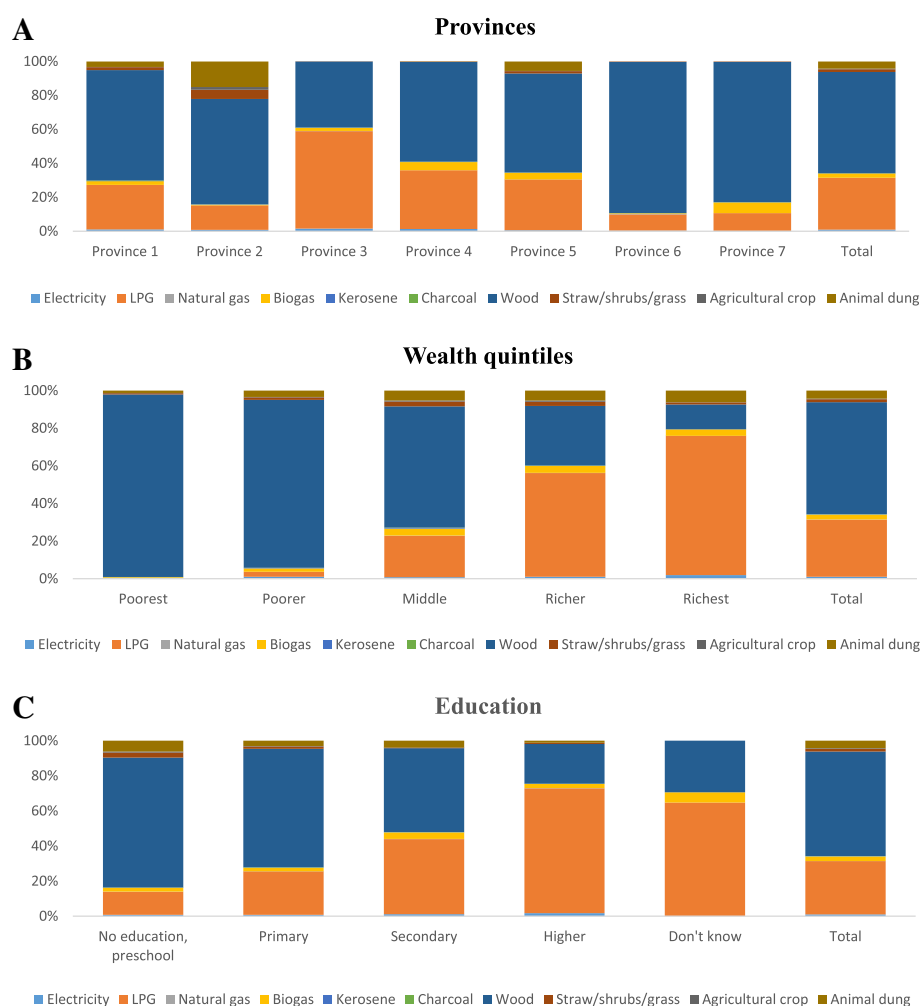 A
Provinces
100%
80%
60%
40%
20%
0%
Province 1 Province 2 Province 3 Province 4 Province 5 Province 6 Province 7 Total
Electricity LPG Natural gas Biogas Kerosene Charcoal Wood Straw/shrubs/grass Agricultural crop Animal dung
B
Wealth quintiles
100%
80%
60%
40%
20%
0%
Poorest Poorer Middle Richer Richest Total
Electricity LPG Natural gas Biogas Kerosene Charcoal Wood Straw/shrubs/grass Agricultural crop Animal dung
C
Education
100%
80%
60%
40%
20%
0%
No education, Primary Secondary Higher Don't know Total
preschool
Electricity LPG Natural gas Biogas Kerosene Charcoal Wood Straw/shrubs/grass Agricultural crop Animal dung